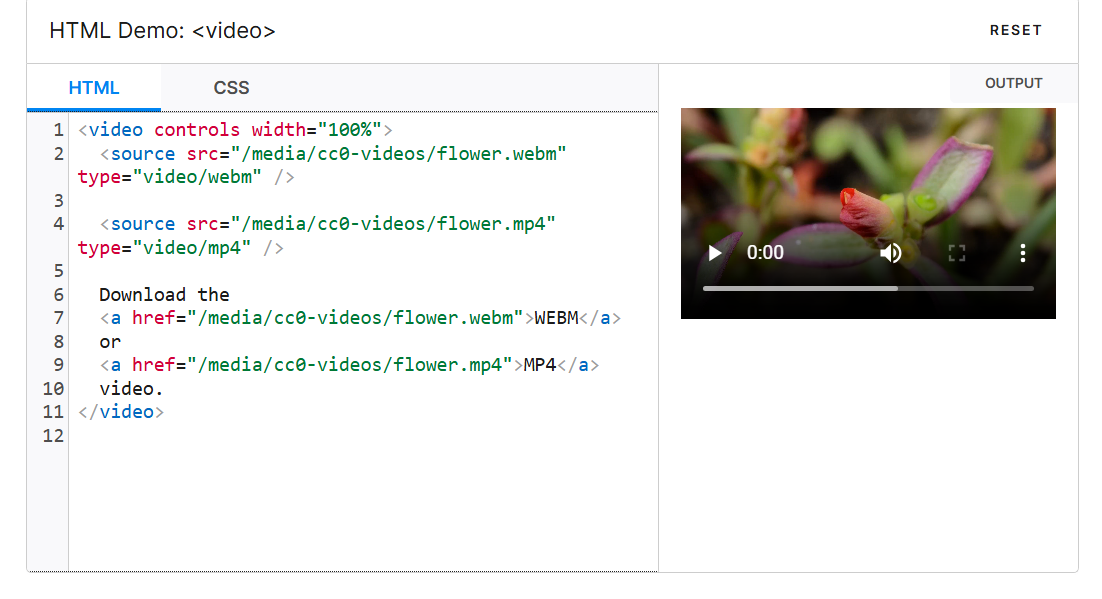 HTML Demo: <video>
RESET
HTML
CSS
OUTPUT
1 <video controls width="100%">
2   <source src="/media/cc0-videos/flower.webm"
type="video/webm" />
3
4   <source src="/media/cc0-videos/flower.mp4"
type="video/mp4" />
5
6   Download the
7   <a href="/media/cc0-videos/flower.webm">WEBM</a>
8   or
9   <a href="/media/cc0-videos/flower.mp4">MP4</a>
10   video.
11 </video>
12
0:00